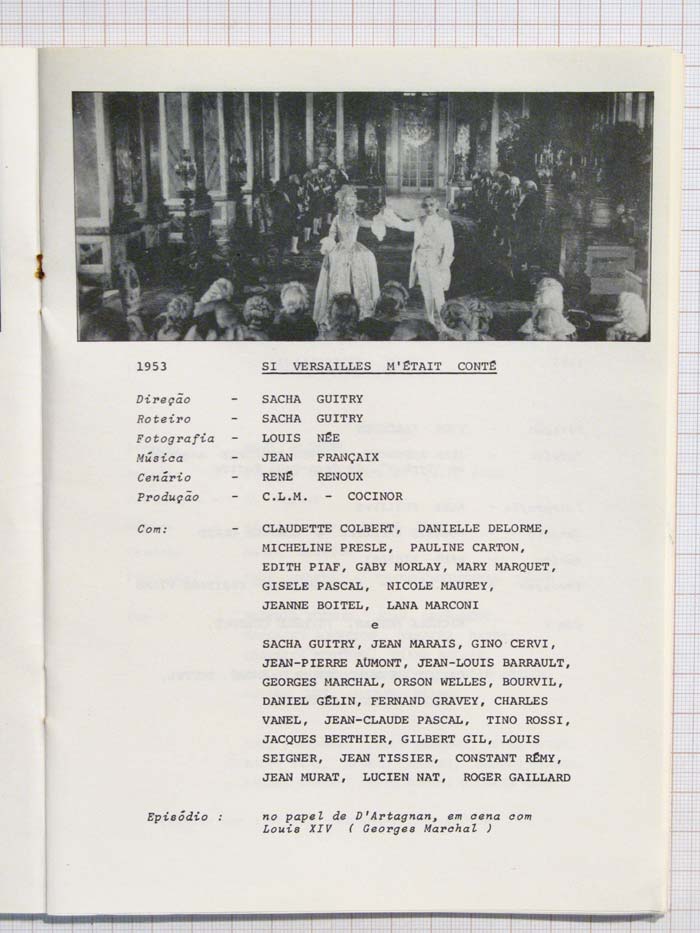 1953 SI VERSAILLES M'ÉTAIT CONTÉ
Direção - SACHA GUITRY
Roteiro - SACHA GUITRY
Fotografia - LOUIS NÉE
Música - JEAN FRANÇAIX
Cenário - RENÉ RENOUX
Produção - C.L.M. - COCINOR
Com: - CLAUDETTE COLBERT, DANIELLE DELORME,
MICHELINE PRESLE, PAULINE CARTON,
EDITH PIAF, GABY MORLAY, MARY MARQUET,
GISELE PASCAL, NICOLE MAUREY,
JEANNE BOITEL, LANA MARCONI
e
SACHA GUITRY, JEAN MARAIS, GINO CERVI,
JEAN-PIERRE AUMONT, JEAN-LOUIS BARRAULT,
GEORGES MARCHAL, ORSON WELLES, BOURVIL,
DANIEL GÉLIN, FERNAND GRAVEY, CHARLES
VANEL, JEAN-CLAUDE PASCAL, TINO ROSSI,
JACQUES BERTHIER, GILBERT GIL, LOUIS
SEIGNER, JEAN TISSIER, CONSTANT RÉMY,
JEAN MURAT, LUCIEN NAT, ROGER GAILLARD
Episódio : no papel de D'Artagnan, em cena com
Louis XIV ( Georges Marchal )